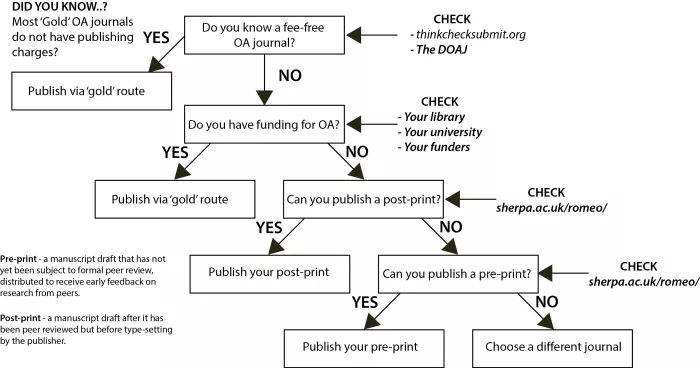 DID YOU KNOW..?
Most 'Gold' OA journals
do not have publishing
charges?
YES
Do you know a fee-free
OA journal?
CHECK
- thinkchecksubmit.org
- The DOAJ
Publish via 'gold' route
NO
Do you have funding for OA?
CHECK
- Your library
- Your university
- Your funders
YES
NO
Publish via 'gold' route
Can you publish a post-print?
CHECK
sherpa.ac.uk/romeo/
YES
NO
Pre-print - a manuscript draft that has not
yet been subject to formal peer review,
distributed to receive early feedback on
research from peers.
Publish your post-print
Can you publish a pre-print?
CHECK
sherpa.ac.uk/romeo/
YES
NO
Post-print - a manuscript draft after it has
been peer reviewed but before type-setting
by the publisher.
Publish your pre-print
Choose a different journal